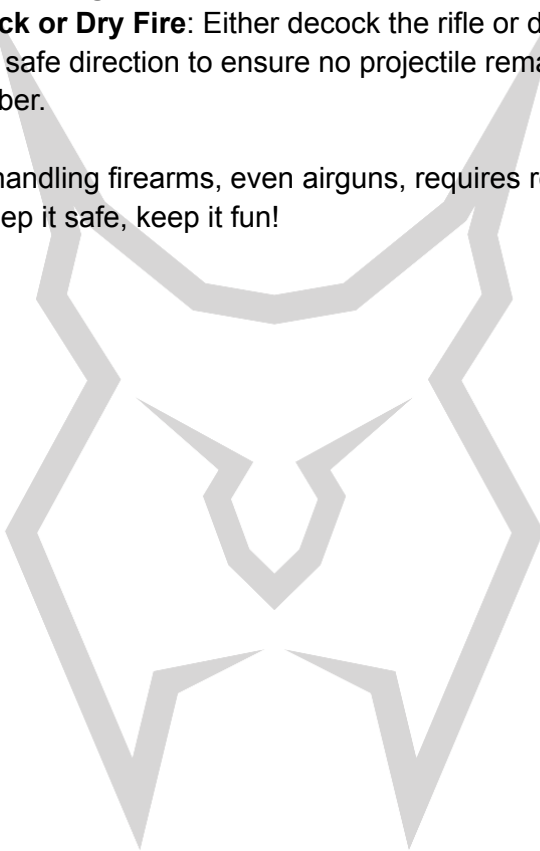 ck or Dry Fire: Either decock the rifle or d
safe direction to ensure no projectile rema
ber.
handling firearms, even airguns, requires r
ep it safe, keep it fun!